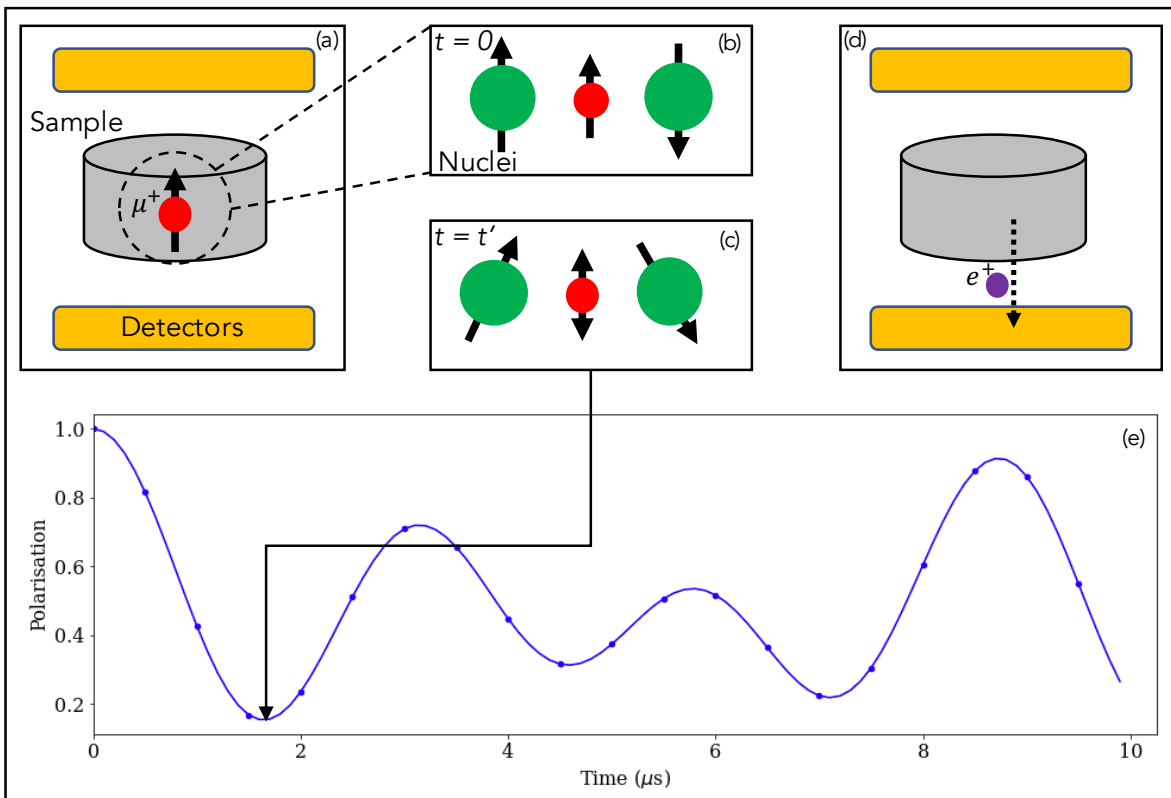 (a)
Sample
μ⁺
Detectors
t = 0
(b)
Nuclei
t = t′
(c)
(d)
e⁺
(e)
Polarisation
1.0
0.8
0.6
0.4
0.2
0
2
4
6
8
10
Time (μs)